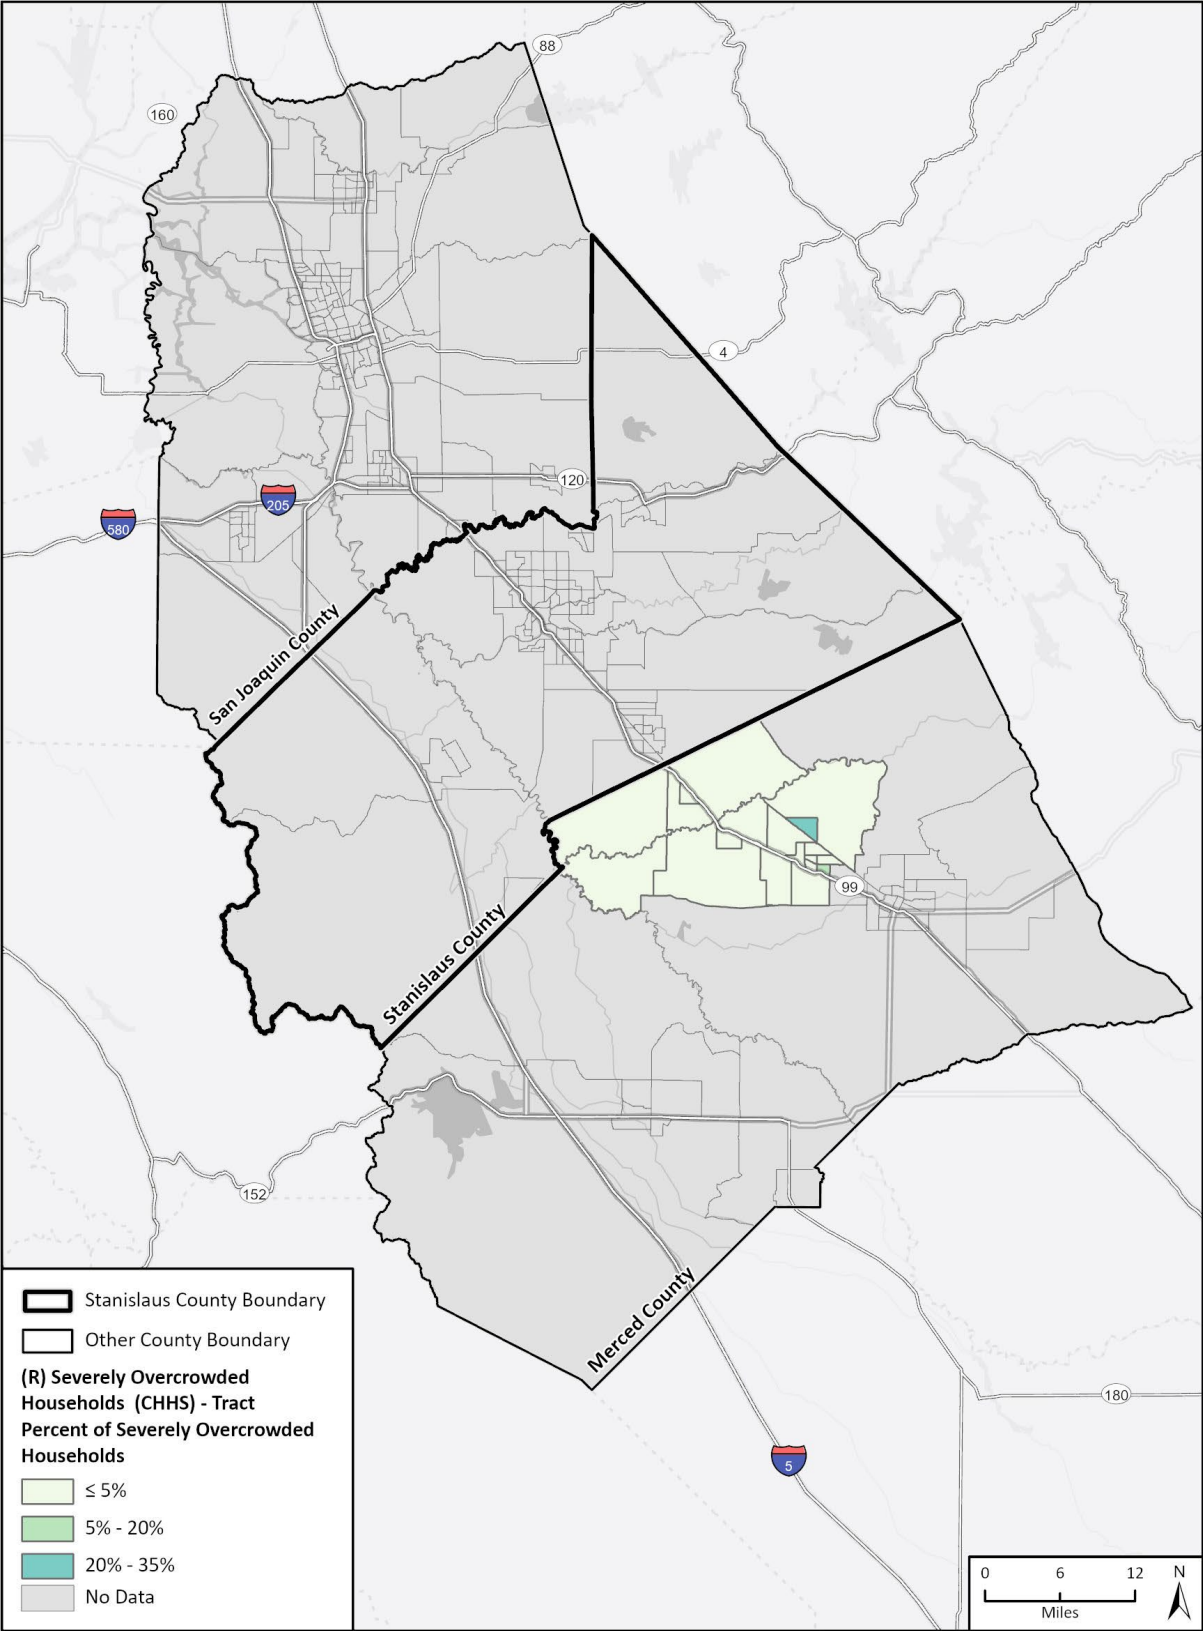 88
160
4
120
205
580
San Joaquin County
99
Stanislaus County
152
Merced County
180
5
Stanislaus County Boundary
Other County Boundary
(R) Severely Overcrowded
Households (CHHS) - Tract
Percent of Severely Overcrowded
Households
≤ 5%
5% - 20%
20% - 35%
No Data
0 6 12 N
Miles